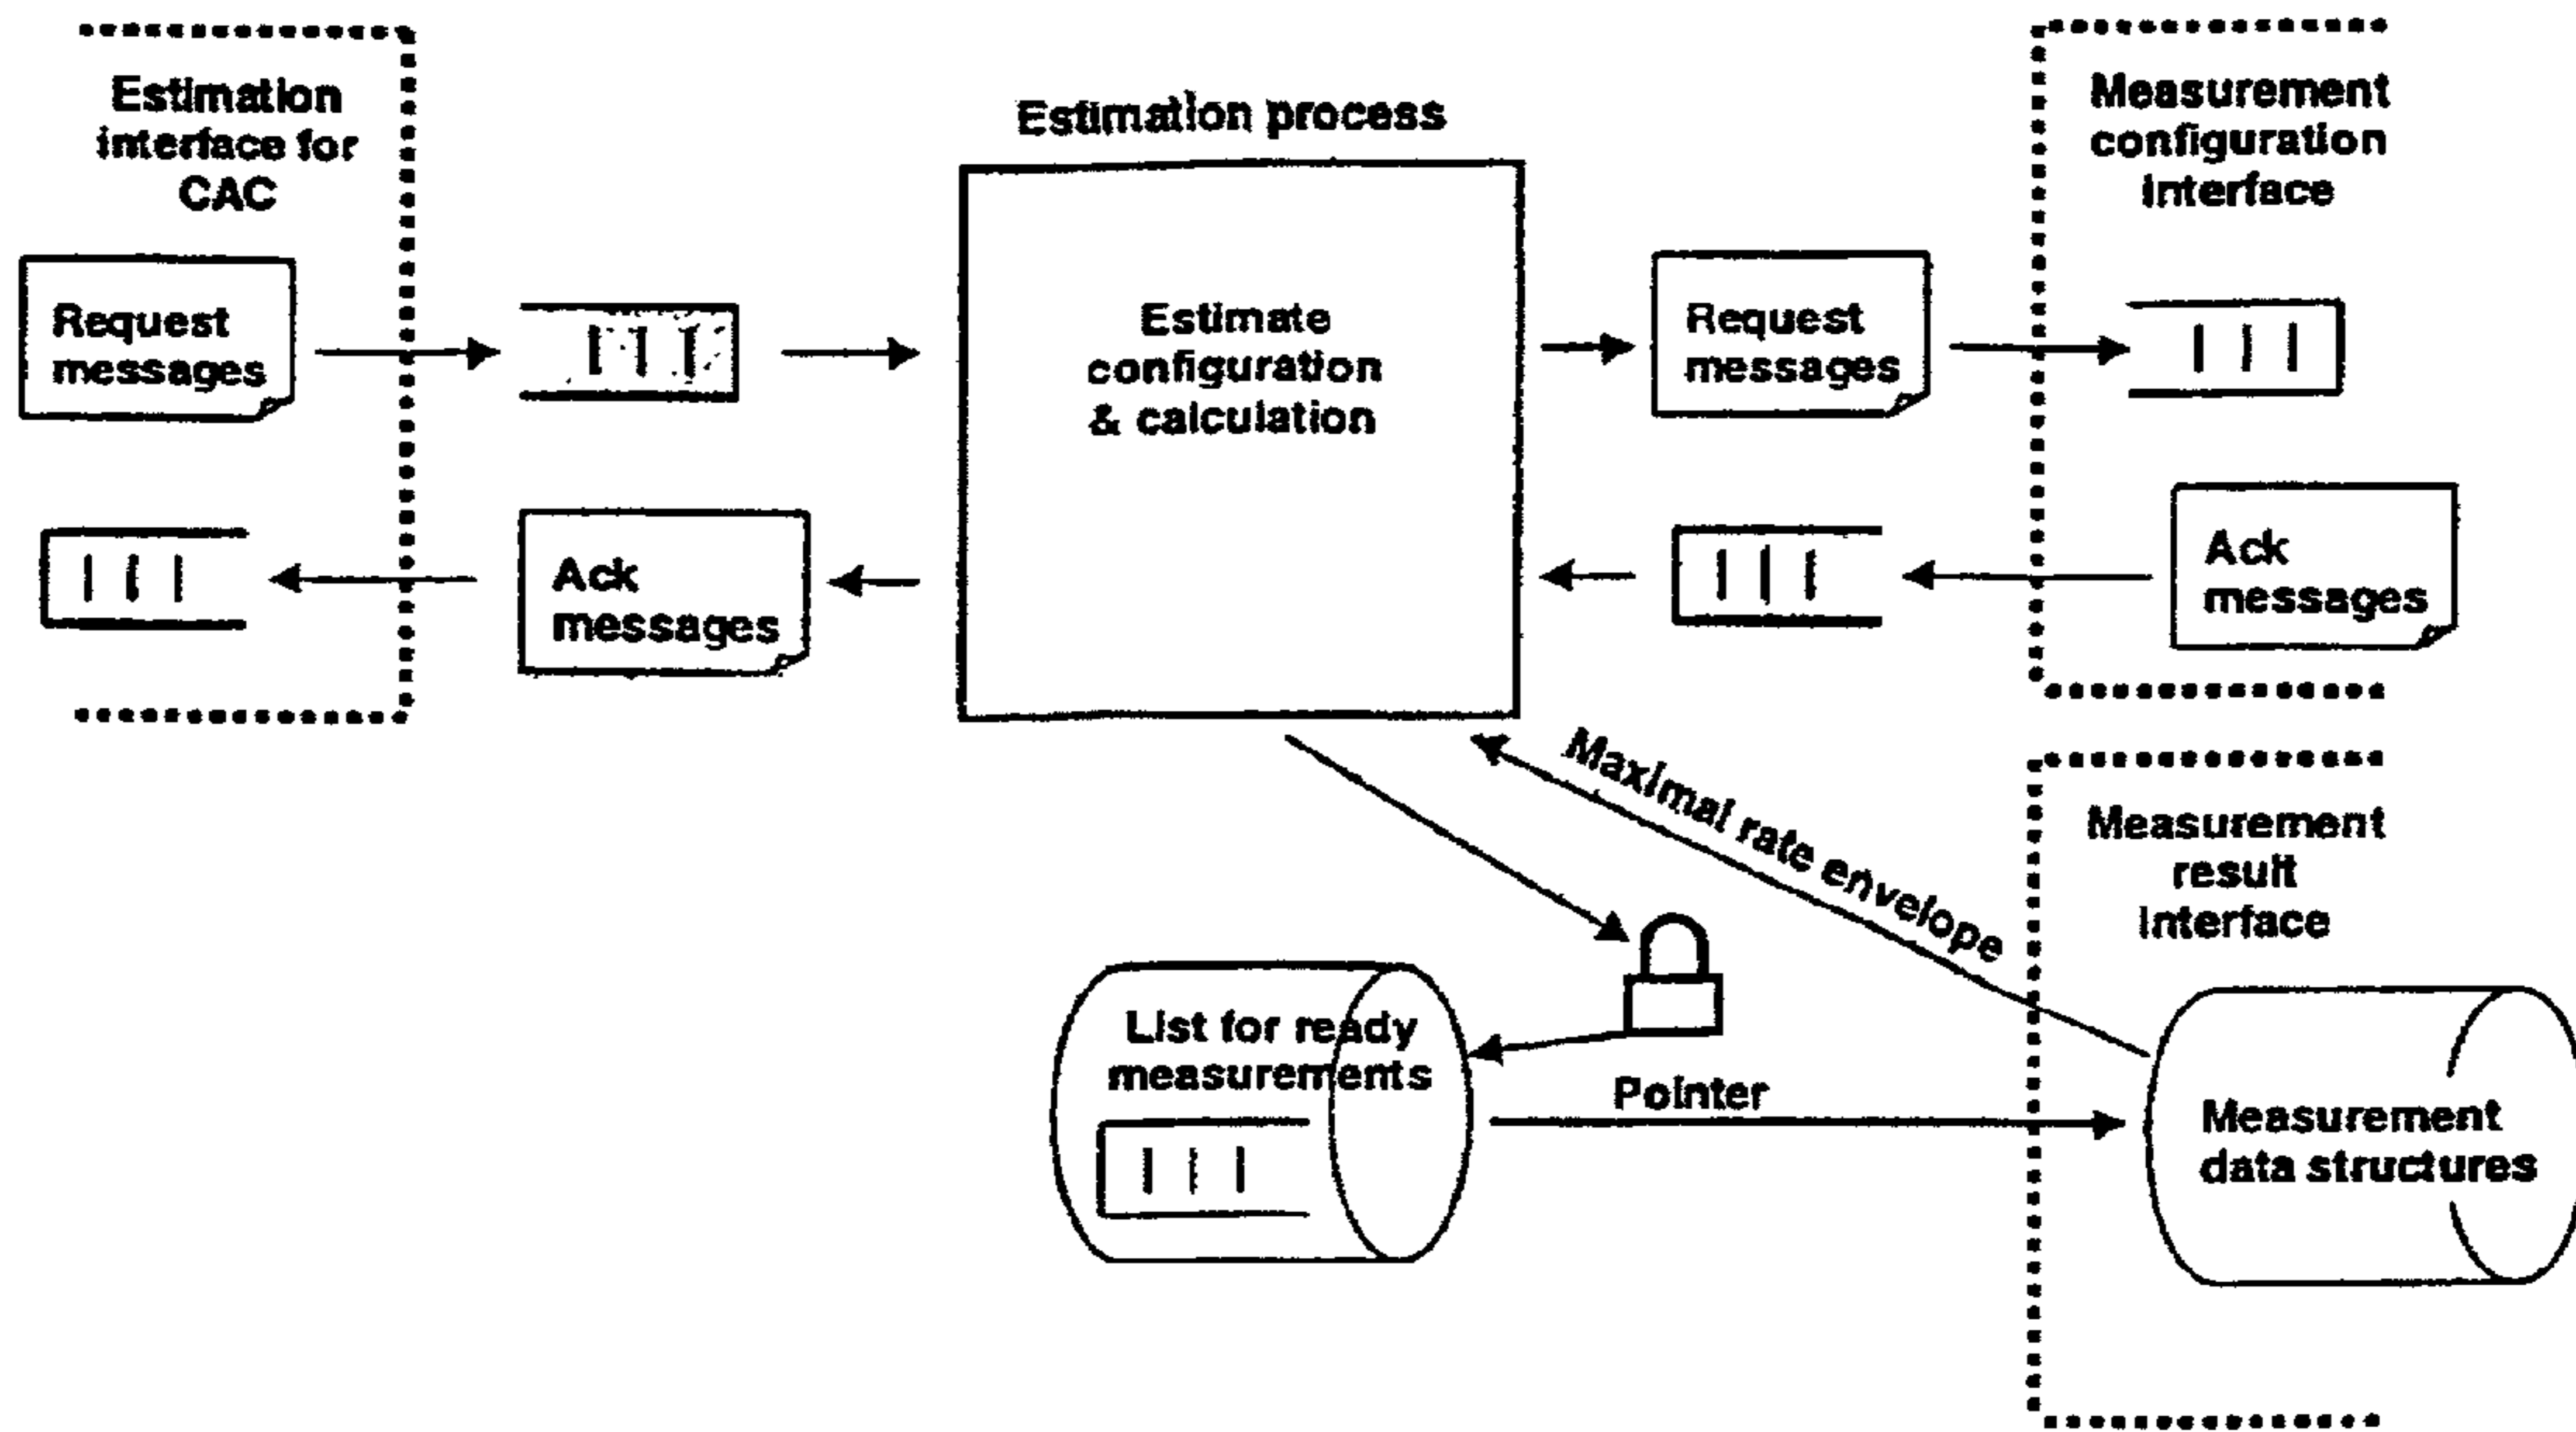 Estimation
interface for
CAC
Request
messages
Ack
messages
Estimation process
Estimate
configuration
& calculation
Request
messages
Measurement
configuration
Interface
Ack
messages
Maximal rate envelope
Measurement
result
Interface
List for ready
measurements
Pointer
Measurement
data structures